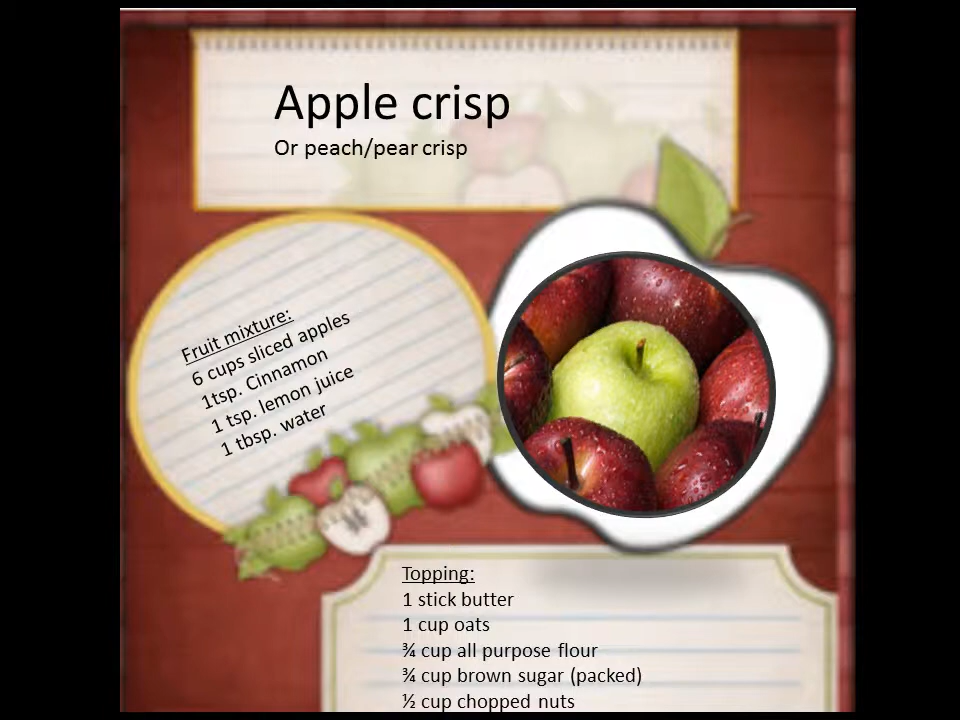 Apple crisp
Or peach/pear crisp
Fruit mixture:
6 cups sliced apples
1tsp. Cinnamon
1 tsp. lemon juice
1 tbsp. water
Topping:
1 stick butter
1 cup oats
¾ cup all purpose flour
¾ cup brown sugar (packed)
½ cup chopped nuts